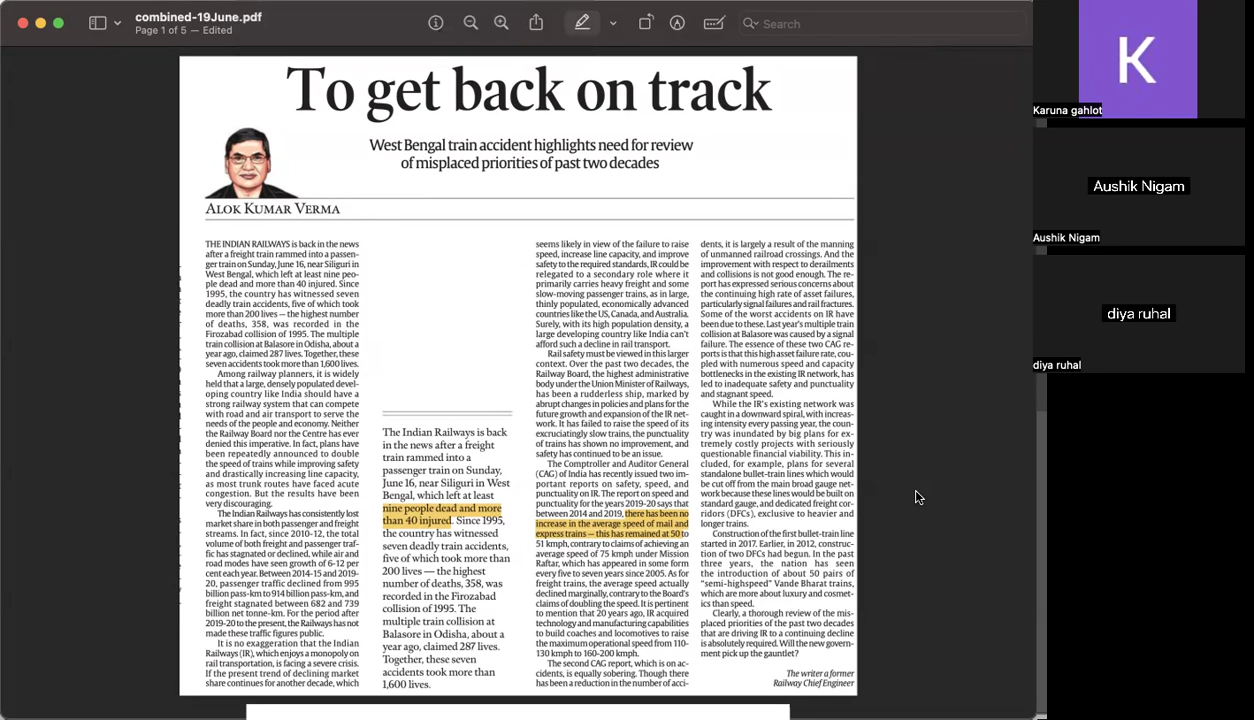 combined-19June.pdf
Page 1 of 5 — Edited
Search
To get back on track
West Bengal train accident highlights need for review
of misplaced priorities of past two decades
ALOK KUMAR VERMA
THE INDIAN RAILWAYS is back in the news
after a freight train rammed into a passen-
ger train on Sunday, June 16, near Siliguri in
West Bengal, which left at least nine peo-
ple dead and more than 40 injured. Since
1995, the country has witnessed seven
deadly train accidents, five of which took
more than 200 lives — the highest number
of deaths, 358, was recorded in the
Firozabad collision of 1995. The multiple
train collision at Balasore in Odisha, about a
year ago, claimed 287 lives. Together, these
seven accidents took more than 1,600 lives.
Among railway planners, it is widely
held that a large, densely populated devel-
oping country like India should have a
strong railway system that can compete
with road and air transport to serve the
needs of the people and economy. Neither
the Railway Board nor the Centre has ever
denied this imperative. In fact, plans have
been repeatedly announced to double
the speed of trains while improving safety
and drastically increasing line capacity,
as most trunk routes have faced acute
congestion. But the results have been
very discouraging.
The Indian Railways has consistently lost
market share in both passenger and freight
streams. In fact, since 2010-12, the total
volume of both freight and passenger traf-
fic has stagnated or declined, while air and
road modes have seen growth of 6-12 per
cent each year. Between 2014-15 and 2019-
20, passenger traffic declined from 995
billion pass-km to 914 billion pass-km, and
freight stagnated between 682 and 739
billion net tonne-km. For the period after
2019-20 to the present, the Railways has not
made these traffic figures public.
It is no exaggeration that the Indian
Railways (IR), which enjoys a monopoly on
rail transportation, is facing a severe crisis.
If the present trend of declining market
share continues for another decade, which
The Indian Railways is back
in the news after a freight
train rammed into a
passenger train on Sunday,
June 16, near Siliguri in West
Bengal, which left at least
nine people dead and more
than 40 injured. Since 1995,
the country has witnessed
seven deadly train accidents,
five of which took more than
200 lives — the highest
number of deaths, 358, was
recorded in the Firozabad
collision of 1995. The
multiple train collision at
Balasore in Odisha, about a
year ago, claimed 287 lives.
Together, these seven
accidents took more than
1,600 lives.
seems likely in view of the failure to raise
speed, increase line capacity, and improve
safety to the required standards, IR could be
relegated to a secondary role where it
primarily carries heavy freight and some
slow-moving passenger trains, as in large,
thinly populated, economically advanced
countries like the US, Canada, and Australia.
Surely, with its high population density, a
large developing country like India can't
afford such a decline in rail transport.
Rail safety must be viewed in this larger
context. Over the past two decades, the
Railway Board, the highest administrative
body under the Union Minister of Railways,
has been a rudderless ship, marked by
abrupt changes in policies and plans for the
future growth and expansion of the IR net-
work. It has failed to raise the speed of its
excruciatingly slow trains, the punctuality
of trains has shown no improvement, and
safety has continued to be an issue.
The Comptroller and Auditor General
(CAG) of India has recently issued two im-
portant reports on safety, speed, and
punctuality on IR. The report on speed and
punctuality for the years 2019-20 says that
between 2014 and 2019, there has been no
increase in the average speed of mail and
express trains — this has remained at 50 to
51 kmph, contrary to claims of achieving an
average speed of 75 kmph under Mission
Raftar, which has appeared in some form
every five to seven years since 2005. As for
freight trains, the average speed actually
declined marginally, contrary to the Board's
claims of doubling the speed. It is pertinent
to mention that 20 years ago, IR acquired
technology and manufacturing capabilities
to build coaches and locomotives to raise
the maximum operational speed from 110-
130 kmph to 160-200 kmph.
The second CAG report, which is on ac-
cidents, is equally sobering. Though there
has been a reduction in the number of acci-
dents, it is largely a result of the manning
of unmanned railroad crossings. And the
improvement with respect to derailments
and collisions is not good enough. The re-
port has expressed serious concerns about
the continuing high rate of asset failures,
particularly signal failures and rail fractures.
Some of the worst accidents on IR have
been due to these. Last year's multiple train
collision at Balasore was caused by a signal
failure. The essence of these two CAG re-
ports is that this high asset failure rate, cou-
pled with numerous speed and capacity
bottlenecks in the existing IR network, has
led to inadequate safety and punctuality
and stagnant speed.
While the IR's existing network was
caught in a downward spiral, with increas-
ing intensity every passing year, the coun-
try was inundated by big plans for ex-
tremely costly projects with seriously
questionable financial viability. This in-
cluded, for example, plans for several
standalone bullet-train lines which would
be cut off from the main broad gauge net-
work because these lines would be built on
standard gauge, and dedicated freight cor-
ridors (DFCs), exclusive to heavier and
longer trains.
Construction of the first bullet-train line
started in 2017. Earlier, in 2012, construc-
tion of two DFCs had begun. In the past
three years, the nation has seen
the introduction of about 50 pairs of
"semi-highspeed" Vande Bharat trains,
which are more about luxury and cosmet-
ics than speed.
Clearly, a thorough review of the mis-
placed priorities of the past two decades
that are driving IR to a continuing decline
is absolutely required. Will the new govern-
ment pick up the gauntlet?
The writer a former
Railway Chief Engineer
K
Karuna gahlot
Aushik Nigam
Aushik Nigam
diya ruhal
diya ruhal